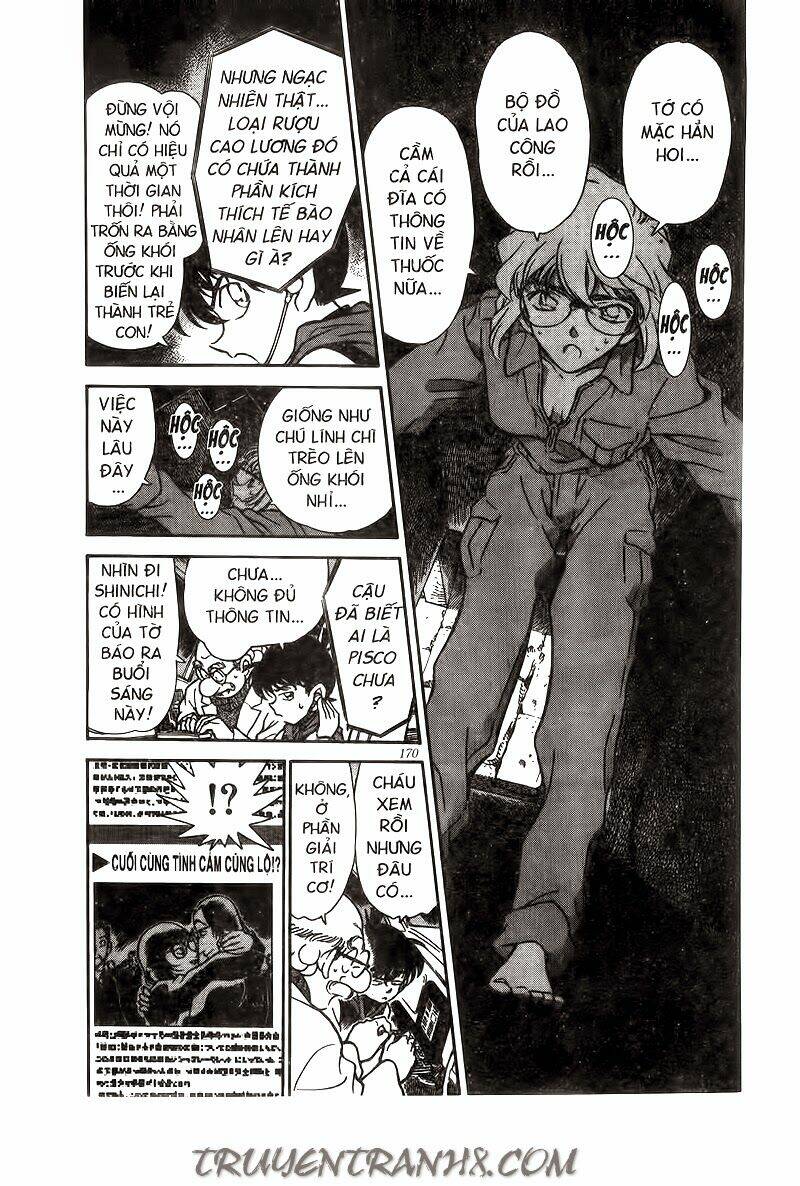 TỚ CÓ
MẶC HẲN
HOI...
BỘ ĐỒ
CỦA LAO
CÔNG
RỒI...
CẦM
CẢ CÁI
ĐĨA CÓ
THÔNG
TIN VỀ
THUỐC
NỮA...
HỘC
...
HỘC
...
HỘC
...
NHƯNG NGẠC
NHIÊN THẬT...
LOẠI RƯỢU
CAO LƯƠNG ĐÓ
CÓ CHỨA THÀNH
PHẦN KÍCH
THÍCH TẾ BÀO
NHÂN LÊN HAY
GÌ À?
ĐỪNG VỘI
MỪNG! NÓ
CHỈ CÓ HIỆU
QUẢ MỘT
THỜI GIAN
THÔI! PHẢI
TRỐN RA BẰNG
ỐNG KHÓI
TRƯỚC KHI
BIẾN LẠI
THÀNH TRẺ
CON!
GIỐNG NHƯ
CHÚ LÍNH CHÌ
TRÈO LÊN
ỐNG KHÓI
NHỈ...
HỘC
...
HỘC
...
HỘC
...
VIỆC
NÀY
LÂU
ĐÂY
...
CẬU
ĐÃ BIẾT
AI LÀ
PISCO
CHƯA
?
CHƯA...
KHÔNG ĐỦ
THÔNG TIN...
NHÌN ĐI
SHINICHI!
CÓ HÌNH
CỦA TỜ
BÁO RA
BUỔI
SÁNG
NÀY!
170
CHÁU
XEM
RỒI
NHƯNG
ĐÂU
CÓ...
KHÔNG,
Ở
PHẦN
GIẢI
TRÍ
CƠ!
!?
CUỐI CÙNG TÌNH CẢM CŨNG LỘ!?
TRUYENTRANH8.COM